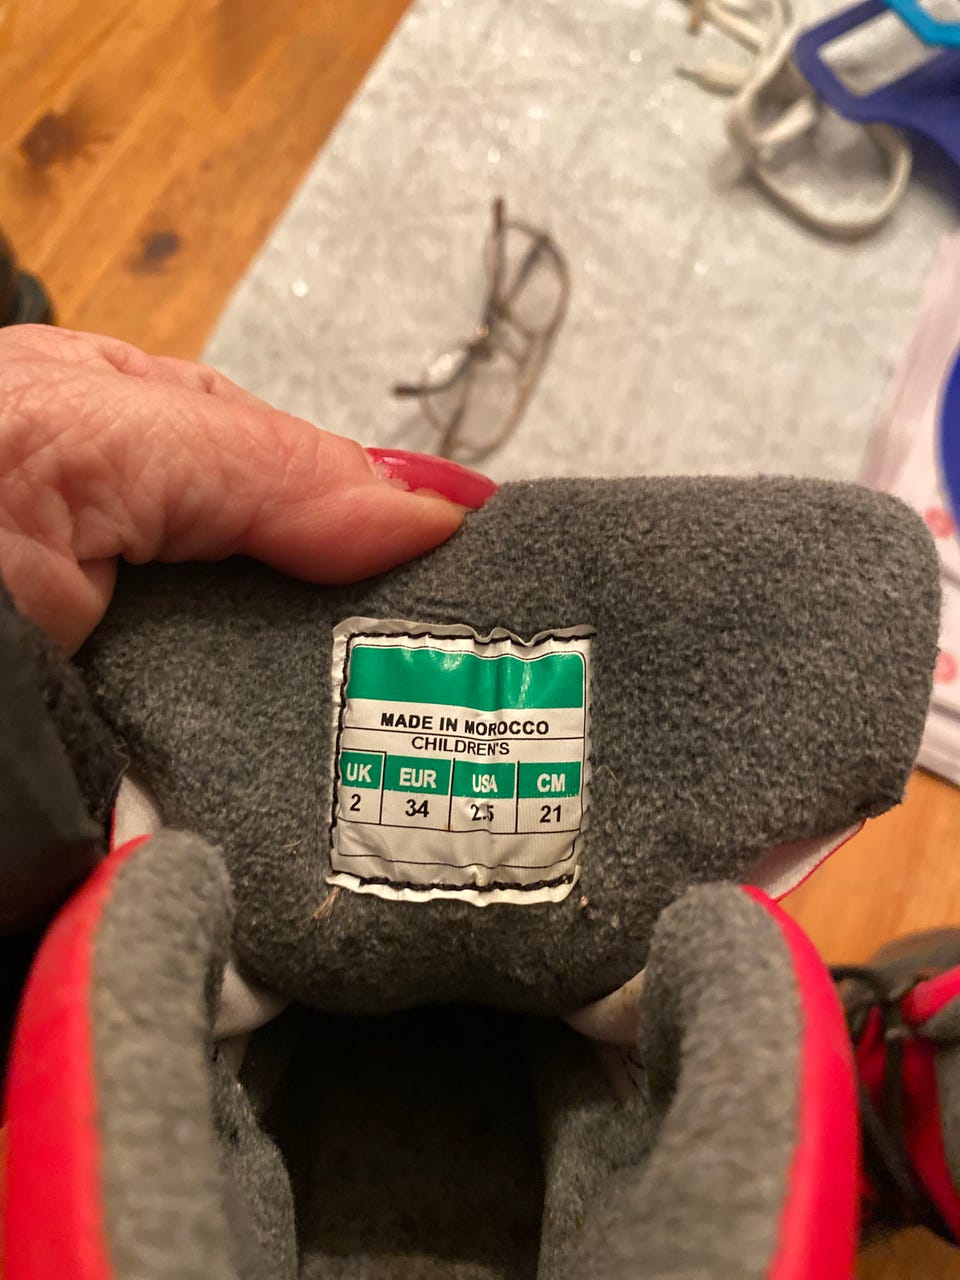 MADE IN MOROCCO
CHILDREN'S
UK EUR USA CM
2 34 2.5 21